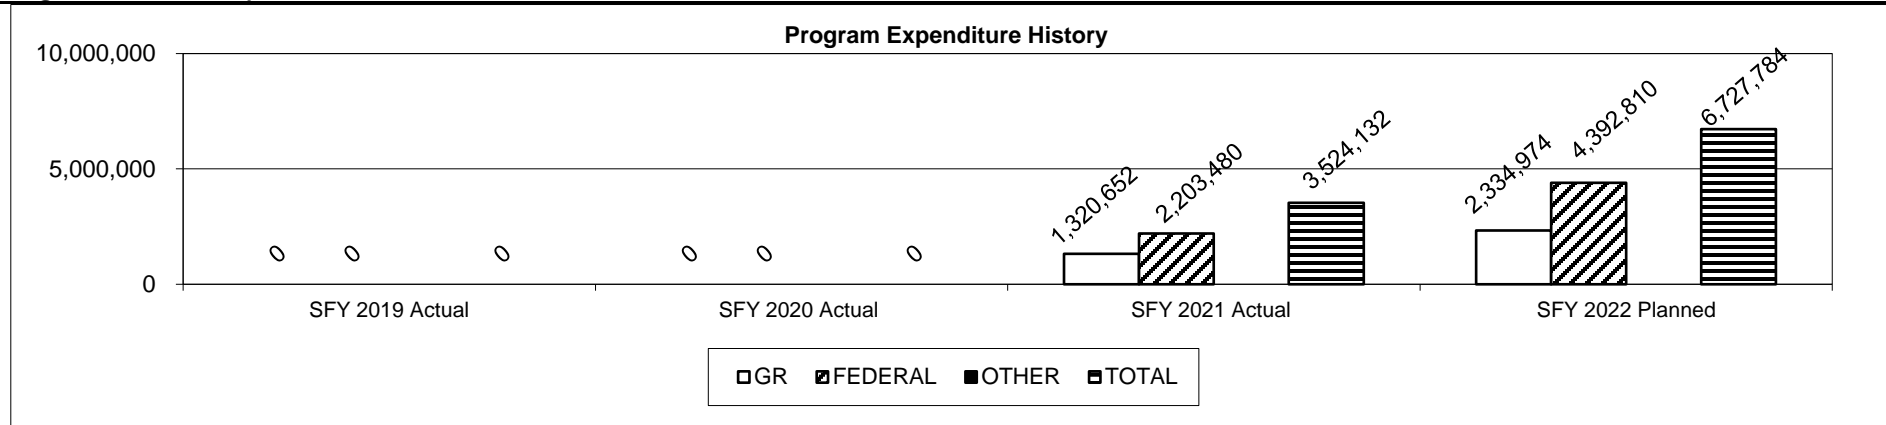 Program Expenditure History
10,000,000
5,000,000
0
0 0 0
0 0 0
1,320,652 2,203,480 3,524,132
2,334,974 4,392,810 6,727,784
SFY 2019 Actual SFY 2020 Actual SFY 2021 Actual SFY 2022 Planned
GR FEDERAL OTHER TOTAL